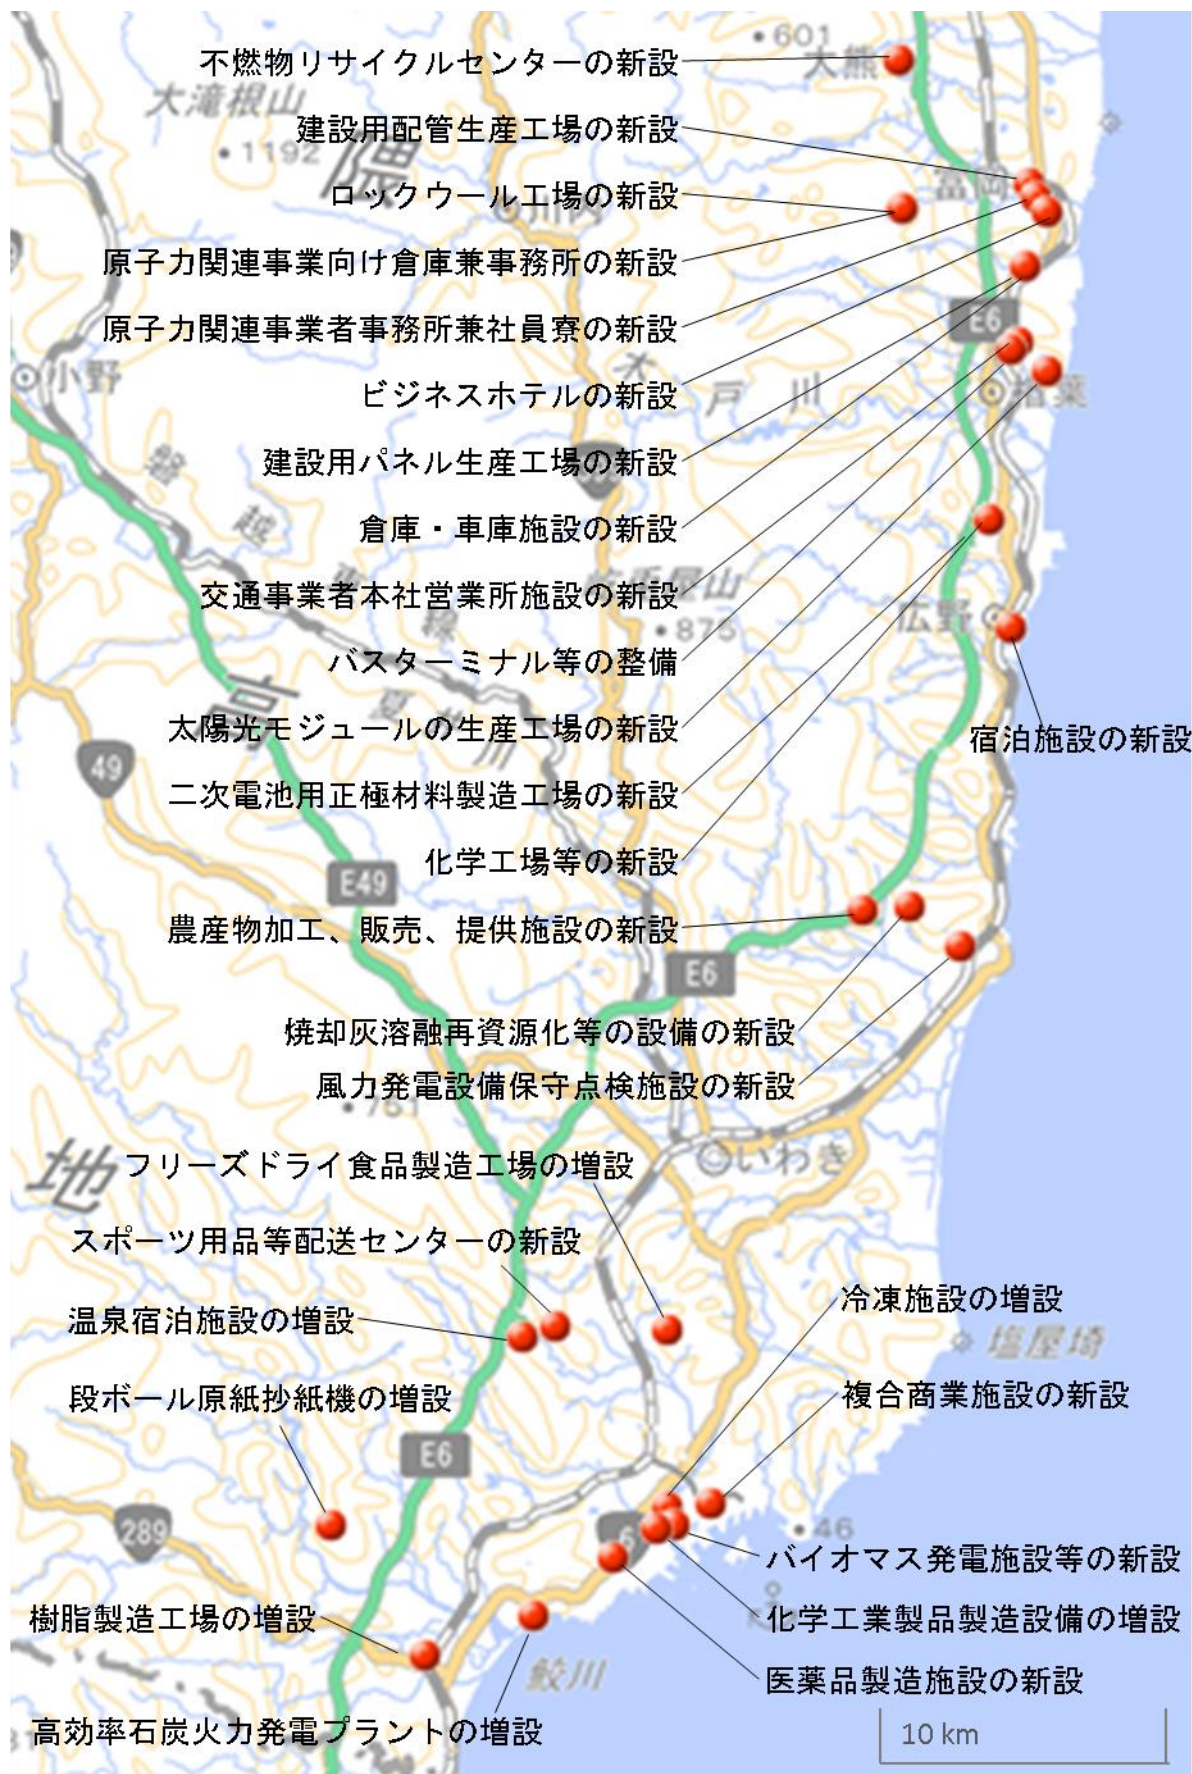 ・601
不燃物リサイクルセンターの新設
大熊
大滝根山
建設用配管生産工場の新設
・1192
隈
富岡
ロックウール工場の新設
川内
原子力関連事業向け倉庫兼事務所の新設
原子力関連事業者事務所兼社員寮の新設
E6
小野
木戸川
楢葉
ビジネスホテルの新設
建設用パネル生産工場の新設
磐越東線
倉庫・車庫施設の新設
交通事業者本社営業所施設の新設
・875
広野
バスターミナル等の整備
高
夏井川
太陽光モジュールの生産工場の新設
宿泊施設の新設
49
二次電池用正極材料製造工場の新設
化学工場等の新設
E49
農産物加工、販売、提供施設の新設
E6
焼却灰溶融再資源化等の設備の新設
風力発電設備保守点検施設の新設
地
フリーズドライ食品製造工場の増設
いわき
スポーツ用品等配送センターの新設
冷凍施設の増設
温泉宿泊施設の増設
塩屋埼
段ボール原紙抄紙機の増設
複合商業施設の新設
E6
289
6
・46
バイオマス発電施設等の新設
樹脂製造工場の増設
化学工業製品製造設備の増設
鮫川
医薬品製造施設の新設
高効率石炭火力発電プラントの増設
10 km